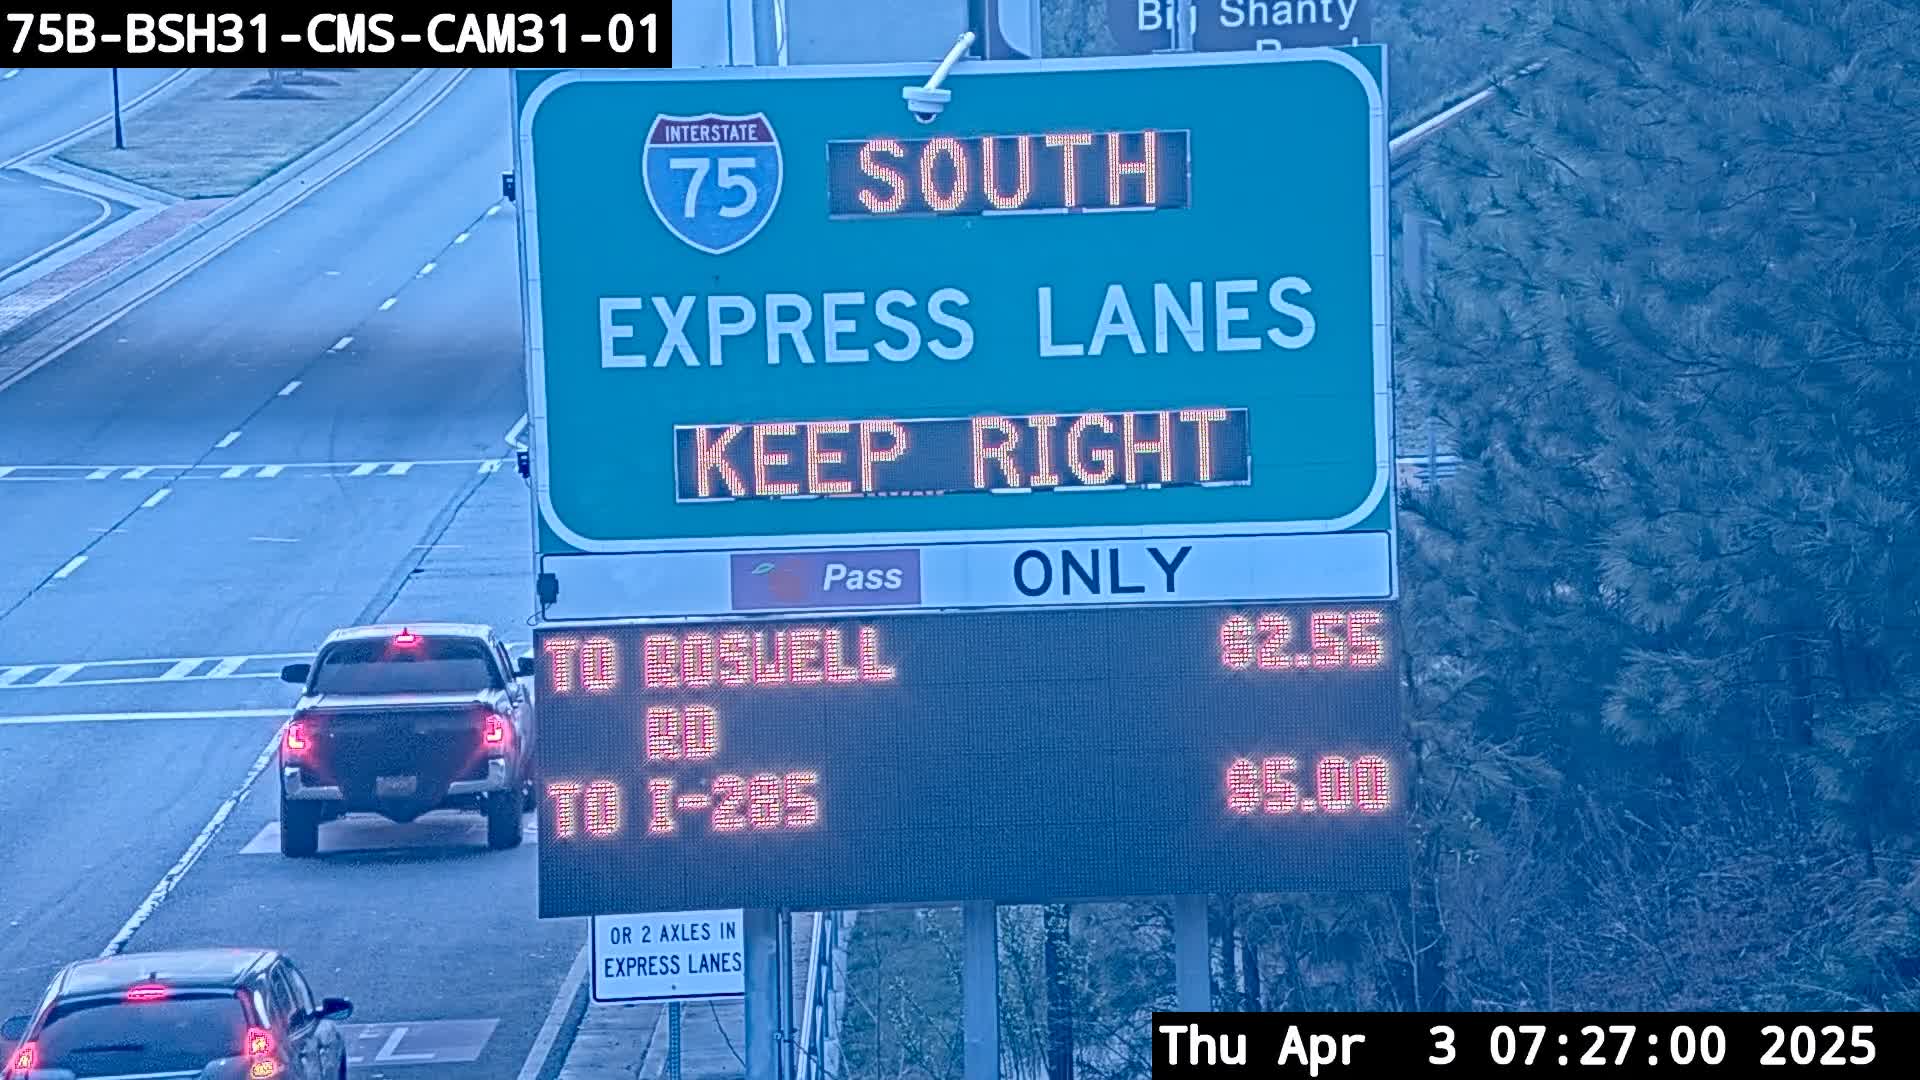 75B-BSH31-CMS-CAM31-01
Big Shanty
INTERSTATE
75
SOUTH
EXPRESS LANES
KEEP RIGHT
Pass ONLY
TO ROSWELL $2.55
RD
TO I-285 $5.00
OR 2 AXLES IN
EXPRESS LANES
Thu Apr 3 07:27:00 2025